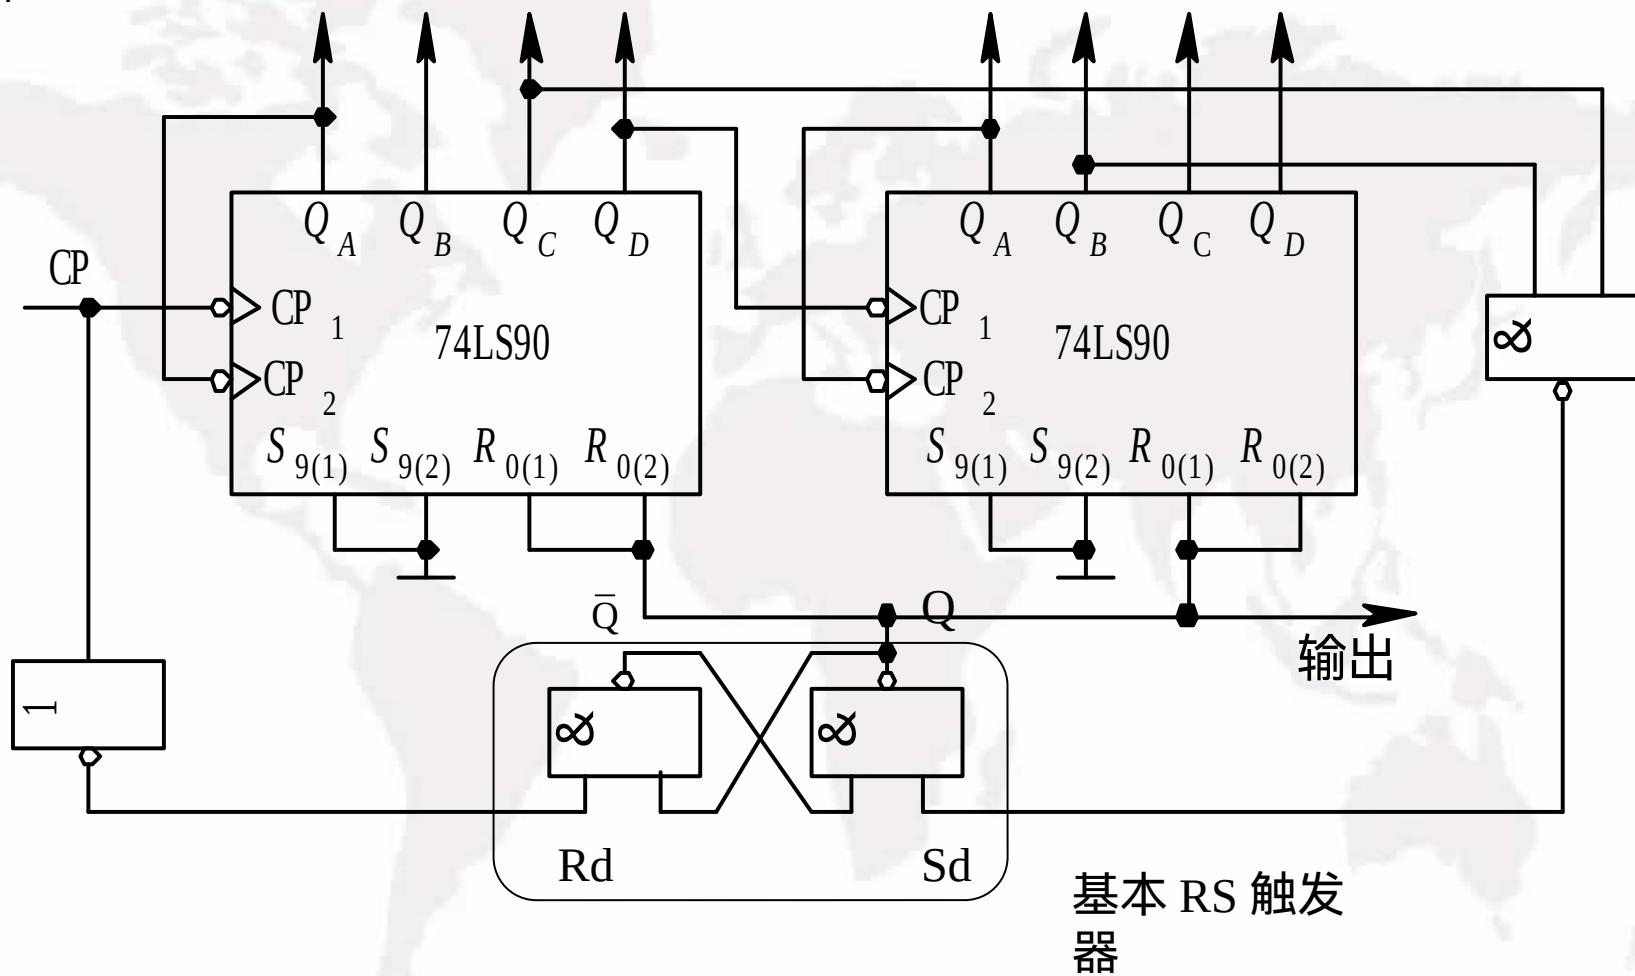 Q A Q B Q C Q D
Q A Q B Q C Q D
CP
CP 1
CP 1
74LS90
74LS90
&
CP 2
CP 2
S 9(1) S 9(2) R 0(1) R 0(2)
S 9(1) S 9(2) R 0(1) R 0(2)
Q̅
Q
输出
1
&
&
Rd
Sd
基本 RS 触发
器